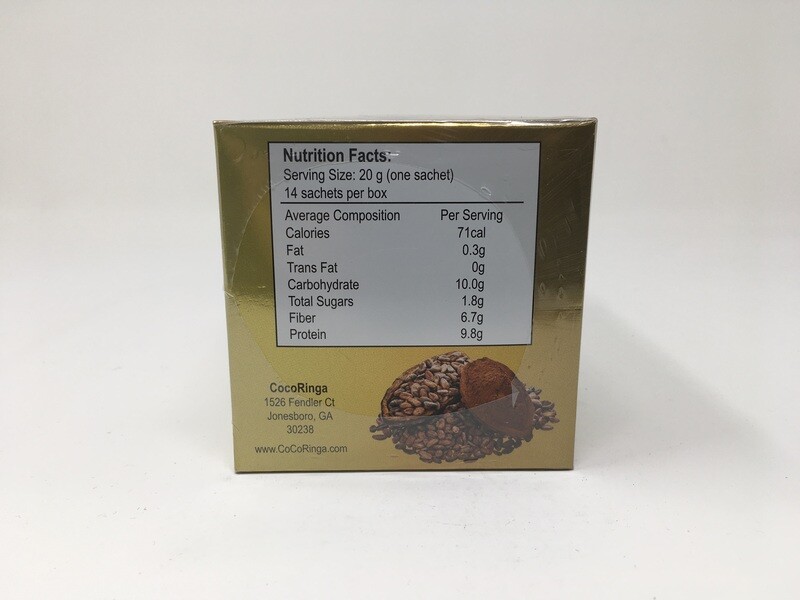 Nutrition Facts:
Serving Size: 20 g (one sachet)
14 sachets per box
Average Composition Per Serving
Calories 71cal
Fat 0.3g
Trans Fat 0g
Carbohydrate 10.0g
Total Sugars 1.8g
Fiber 6.7g
Protein 9.8g
CocoRinga
1526 Fendler Ct
Jonesboro, GA
30238
www.CoCoRinga.com